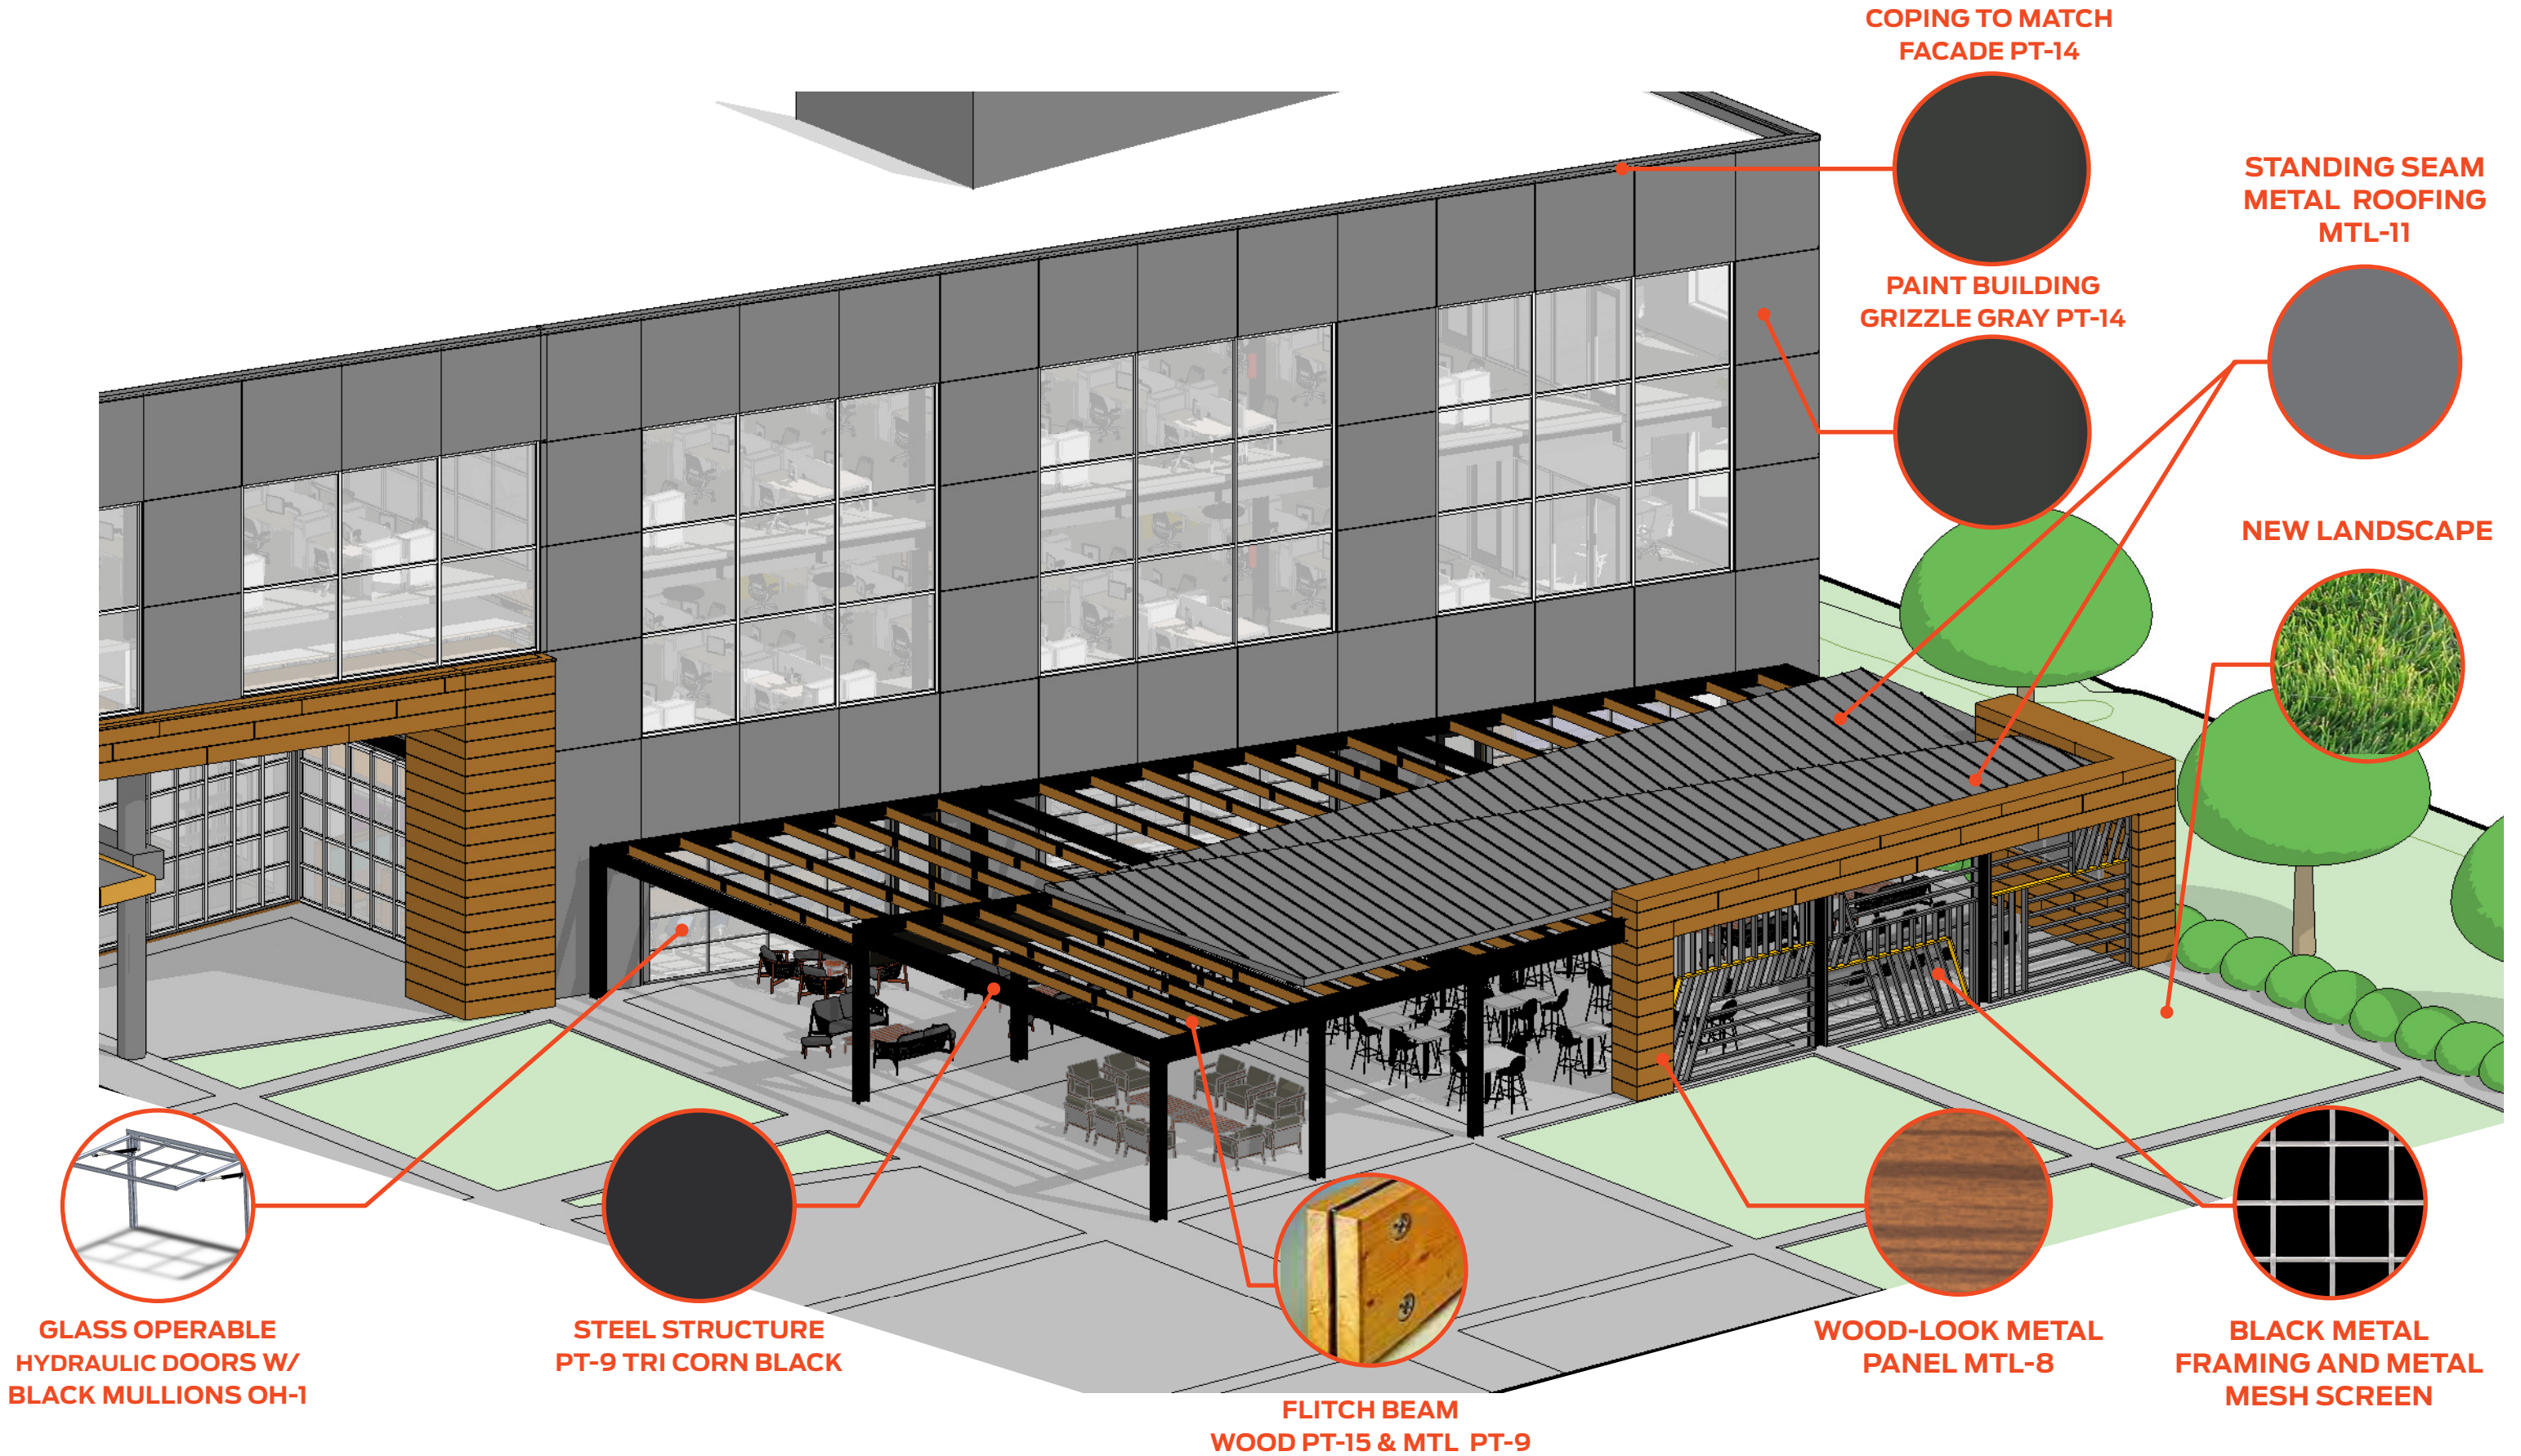 COPING TO MATCH
FACADE PT-14
STANDING SEAM
METAL ROOFING
MTL-11
PAINT BUILDING
GRIZZLE GRAY PT-14
NEW LANDSCAPE
GLASS OPERABLE
HYDRAULIC DOORS W/
BLACK MULLIONS OH-1
STEEL STRUCTURE
PT-9 TRI CORN BLACK
FLITCH BEAM
WOOD PT-15 & MTL PT-9
WOOD-LOOK METAL
PANEL MTL-8
BLACK METAL
FRAMING AND METAL
MESH SCREEN